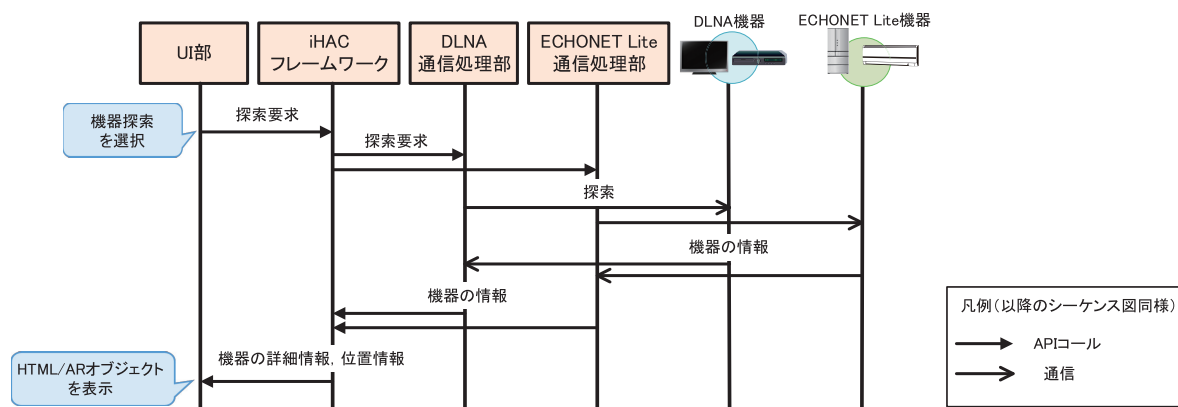 UI部
iHAC
フレームワーク
DLNA
通信処理部
ECHONET Lite
通信処理部
DLNA機器
ECHONET Lite機器
機器探索
を選択
探索要求
探索要求
探索
機器の情報
機器の情報
機器の詳細情報, 位置情報
HTML/ARオブジェクト
を表示
凡例(以降のシーケンス図同様)
APIコール
通信